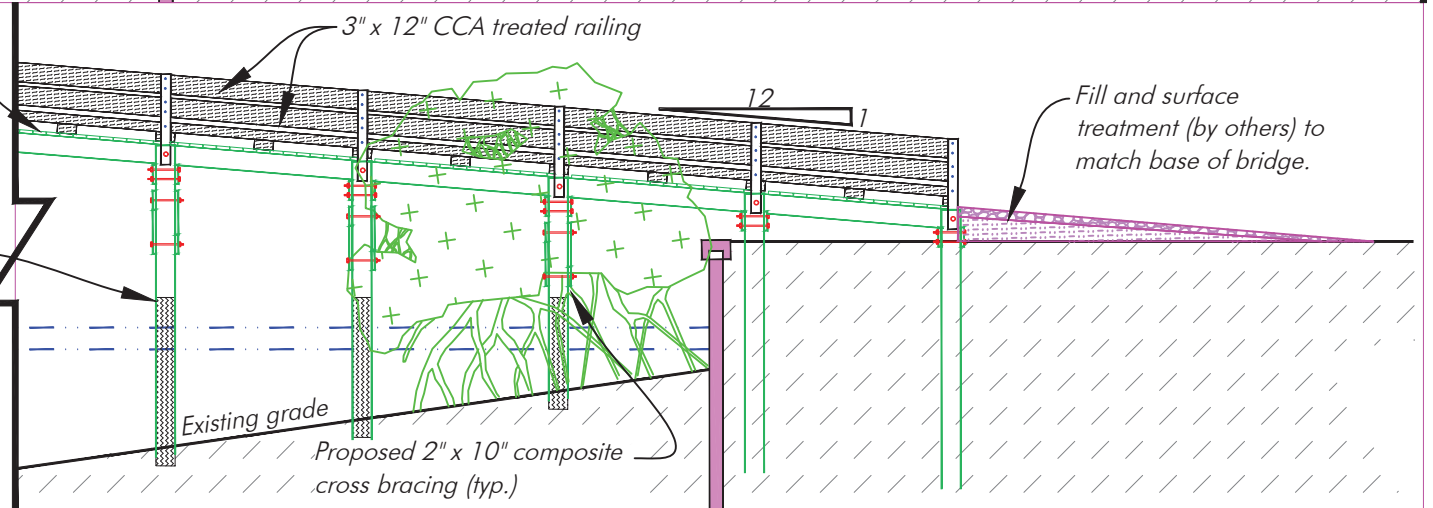 3" x 12" CCA treated railing
12
1
Fill and surface
treatment (by others) to
match base of bridge.
Existing grade
Proposed 2" x 10" composite
cross bracing (typ.)